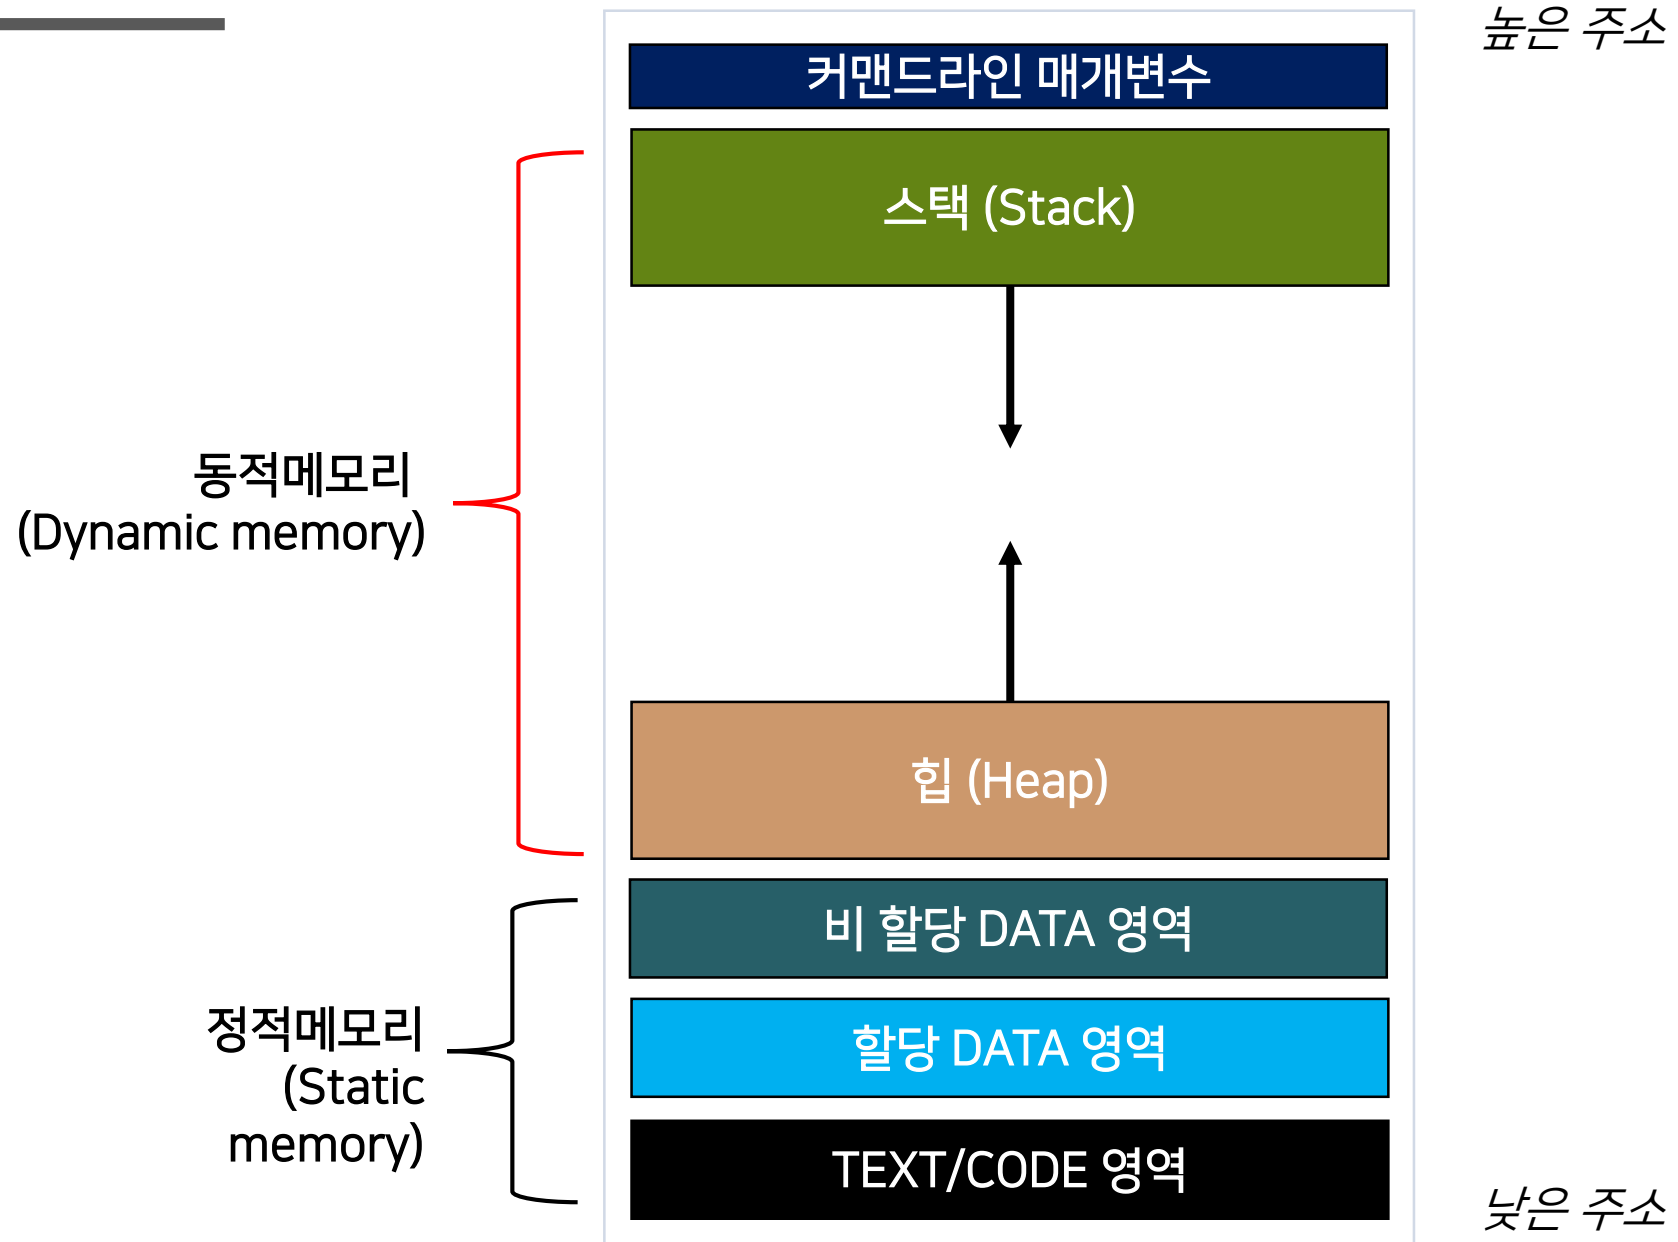 높은 주소
커맨드라인 매개변수
스택 (Stack)
동적메모리
(Dynamic memory)
힙 (Heap)
비 할당 DATA 영역
할당 DATA 영역
정적메모리
(Static
memory)
TEXT/CODE 영역
낮은 주소